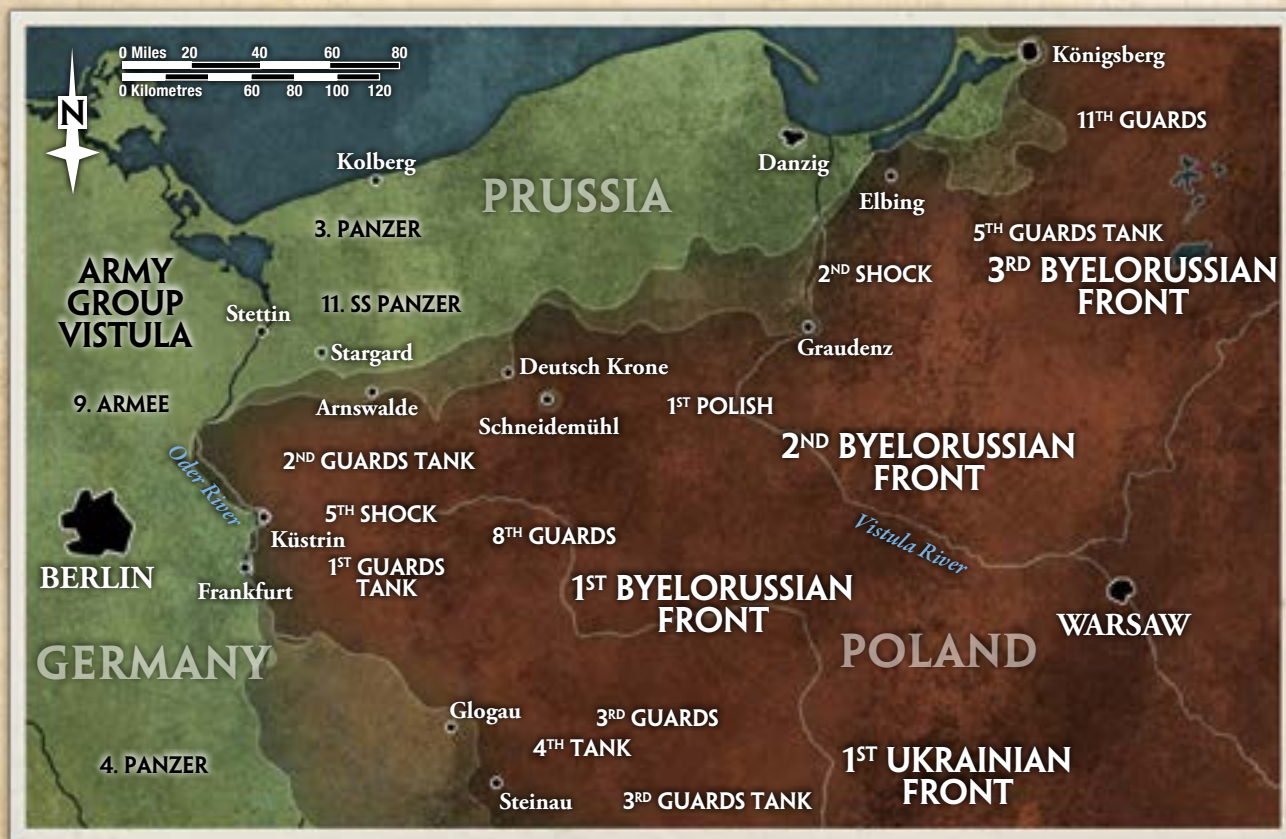 0 Miles 20 40 60 80
0 Kilometres 60 80 100 120
N
Königsberg
11TH GUARDS
Kolberg
Danzig
PRUSSIA
Elbing
3. PANZER
5TH GUARDS TANK
ARMY
GROUP
VISTULA
2ND SHOCK
3RD BYELORUSSIAN
FRONT
11. SS PANZER
Stettin
Stargard
Graudenz
Deutsch Krone
9. ARMEE
Arnswalde
1ST POLISH
Schneidemühl
2ND BYELORUSSIAN
FRONT
2ND GUARDS TANK
Oder River
5TH SHOCK
Küstrin
8TH GUARDS
Vistula River
BERLIN
1ST GUARDS
TANK
Frankfurt
1ST BYELORUSSIAN
FRONT
WARSAW
GERMANY
POLAND
Glogau
3RD GUARDS
4TH TANK
4. PANZER
1ST UKRAINIAN
FRONT
Steinau
3RD GUARDS TANK